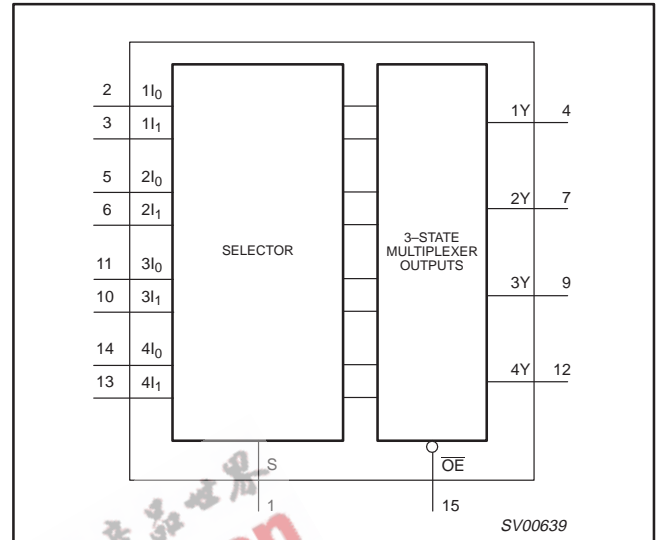 2 1I0
3 1I1
5 2I0
6 2I1
11 3I0
10 3I1
14 4I0
13 4I1
SELECTOR
3–STATE
MULTIPLEXER
OUTPUTS
1Y 4
2Y 7
3Y 9
4Y 12
S
1
OE
15
SV00639